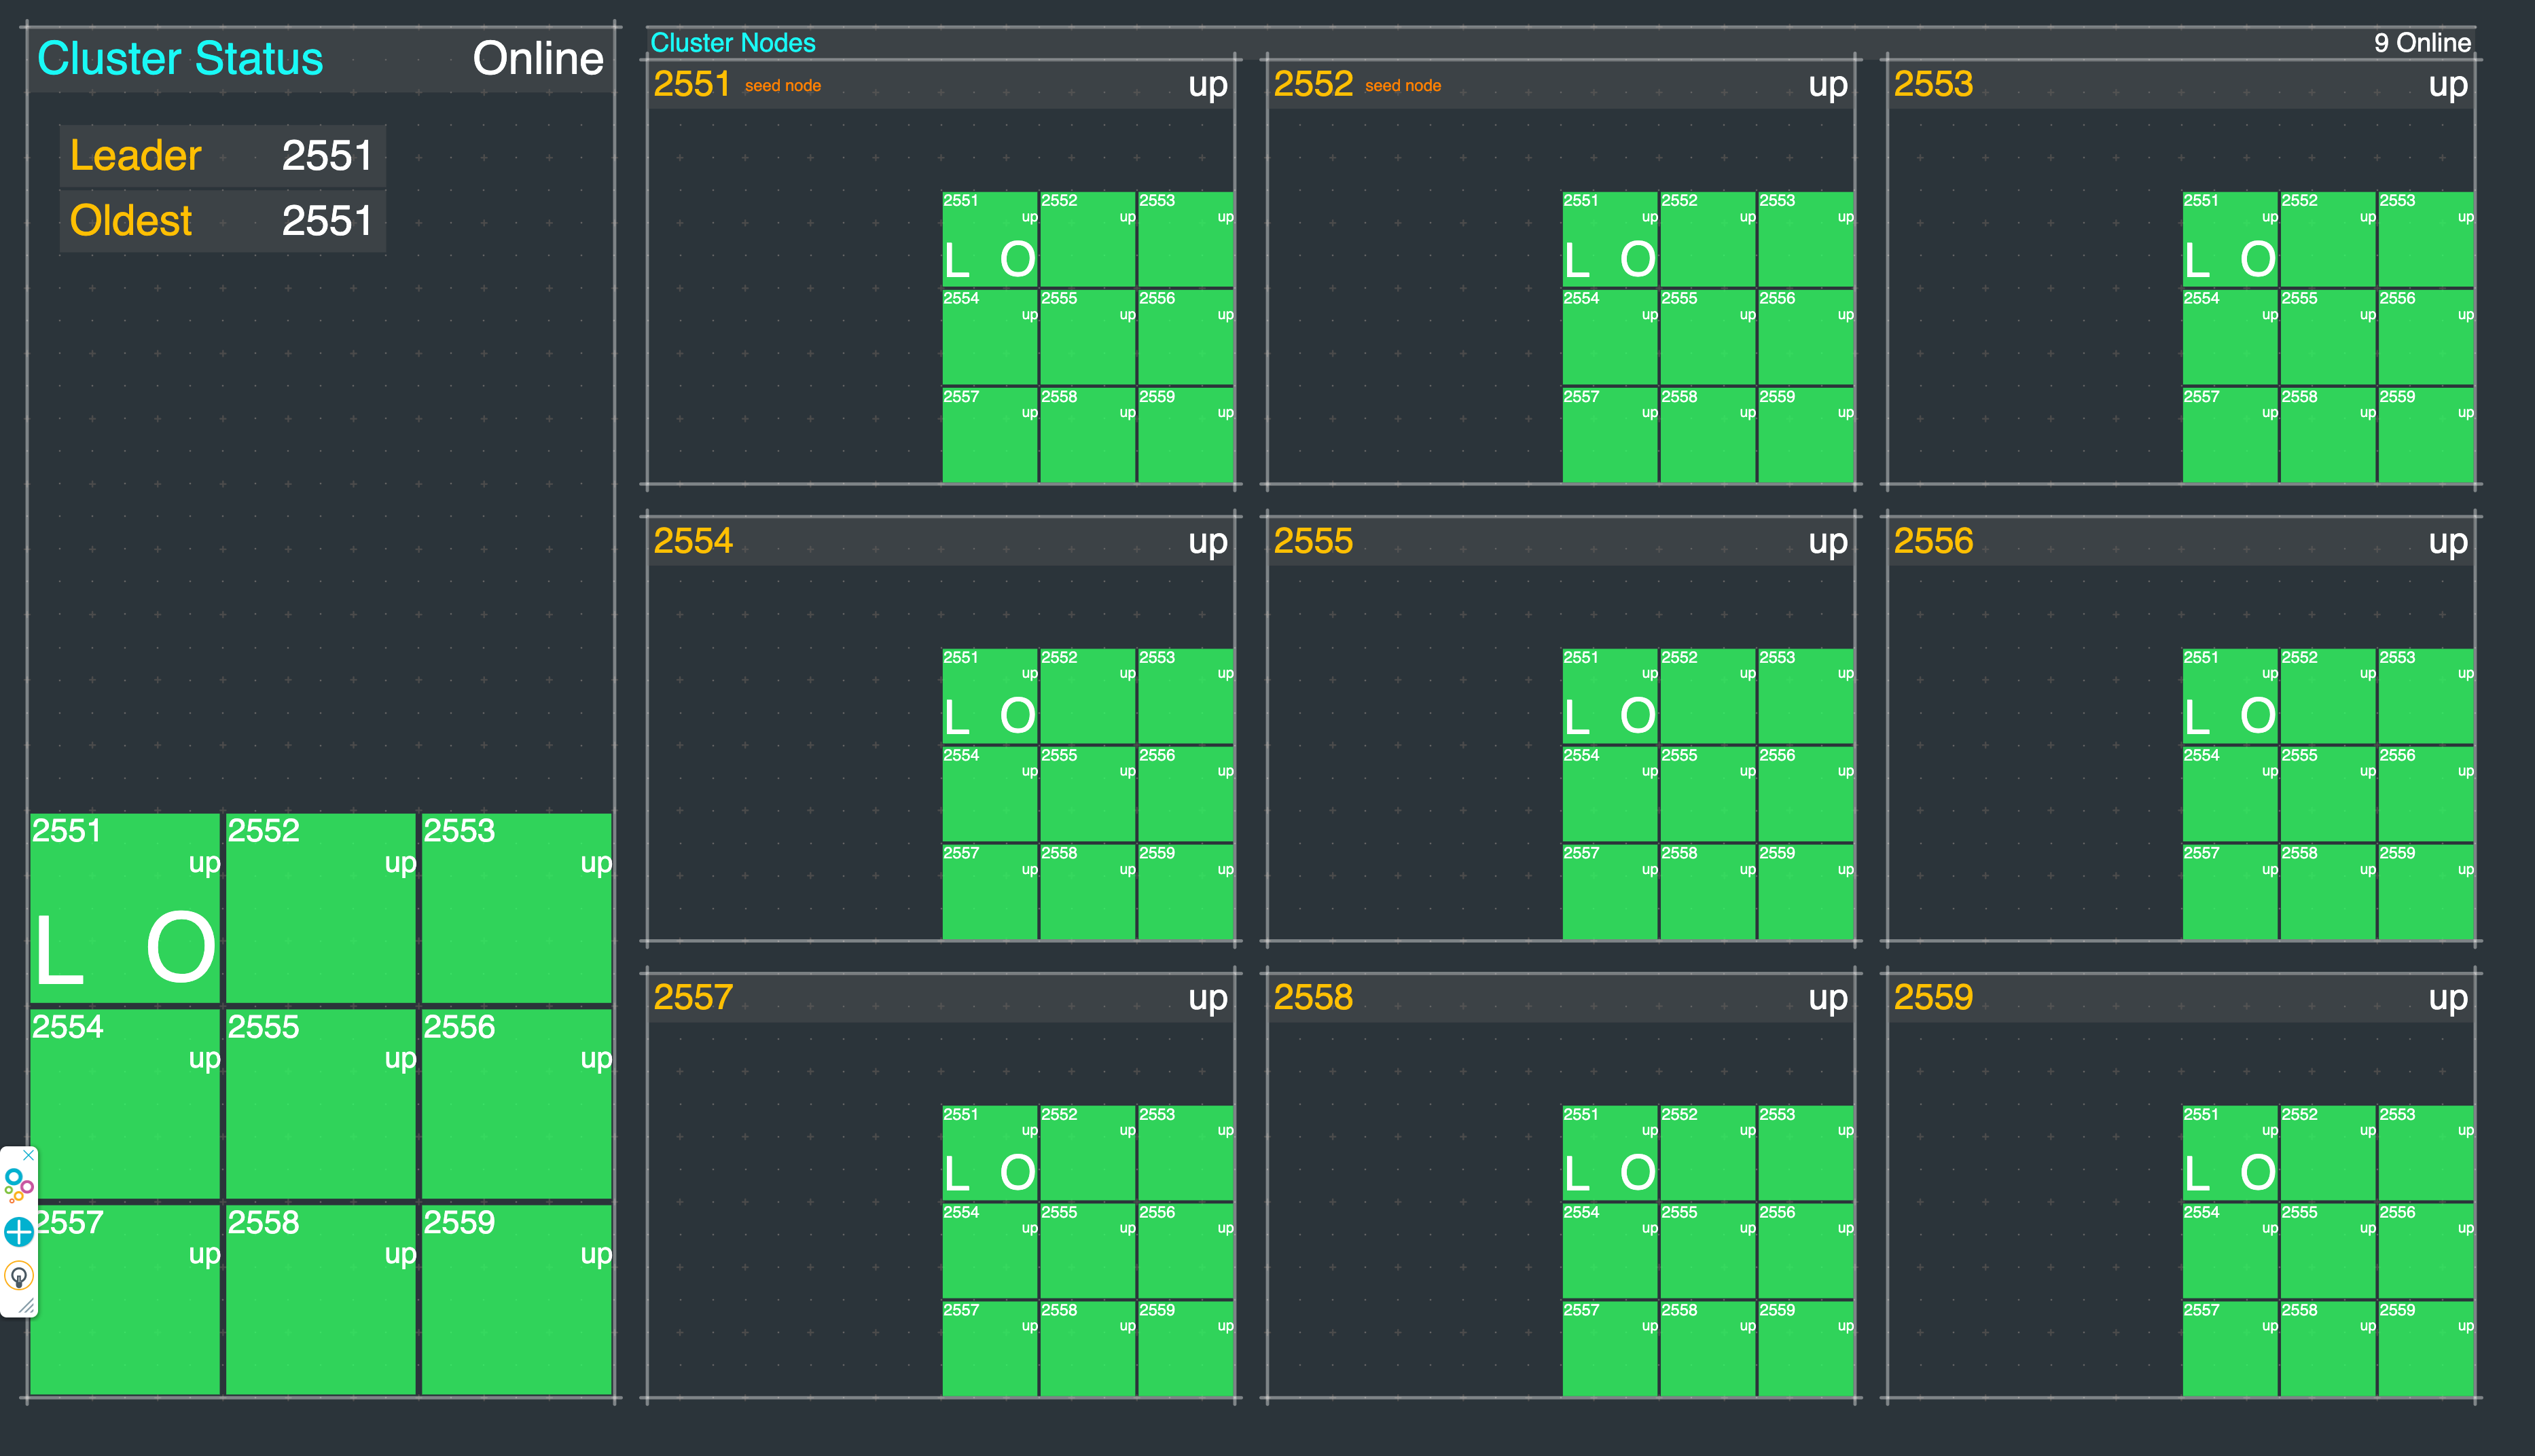 Cluster Status Online
Leader 2551
Oldest 2551
2551 2552 2553
up up up
L O
2554 2555 2556
up up up
2557 2558 2559
up up up
Cluster Nodes 9 Online
2551 seed node up
2551 2552 2553
up up up
L O
2554 2555 2556
up up up
2557 2558 2559
up up up
2552 seed node up
2551 2552 2553
up up up
L O
2554 2555 2556
up up up
2557 2558 2559
up up up
2553 up
2551 2552 2553
up up up
L O
2554 2555 2556
up up up
2557 2558 2559
up up up
2554 up
2551 2552 2553
up up up
L O
2554 2555 2556
up up up
2557 2558 2559
up up up
2555 up
2551 2552 2553
up up up
L O
2554 2555 2556
up up up
2557 2558 2559
up up up
2556 up
2551 2552 2553
up up up
L O
2554 2555 2556
up up up
2557 2558 2559
up up up
2557 up
2551 2552 2553
up up up
L O
2554 2555 2556
up up up
2557 2558 2559
up up up
2558 up
2551 2552 2553
up up up
L O
2554 2555 2556
up up up
2557 2558 2559
up up up
2559 up
2551 2552 2553
up up up
L O
2554 2555 2556
up up up
2557 2558 2559
up up up